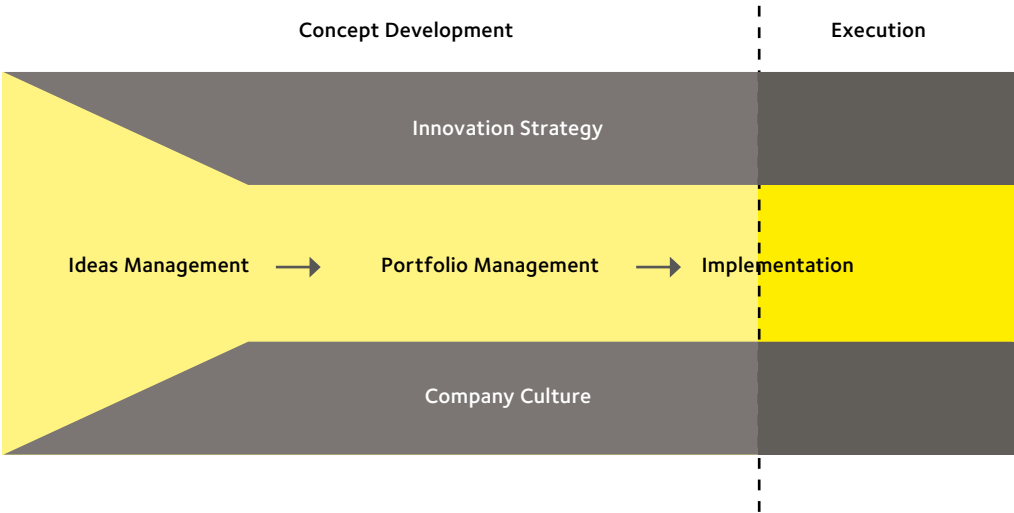 Concept Development
Execution
Innovation Strategy
Ideas Management
Portfolio Management
Implementation
Company Culture